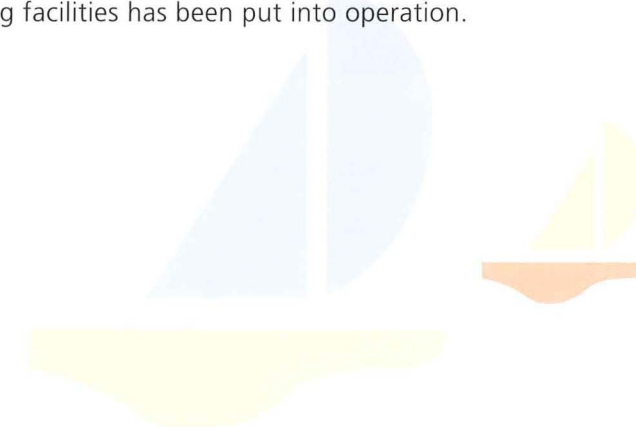 g facilities has been put into operation.